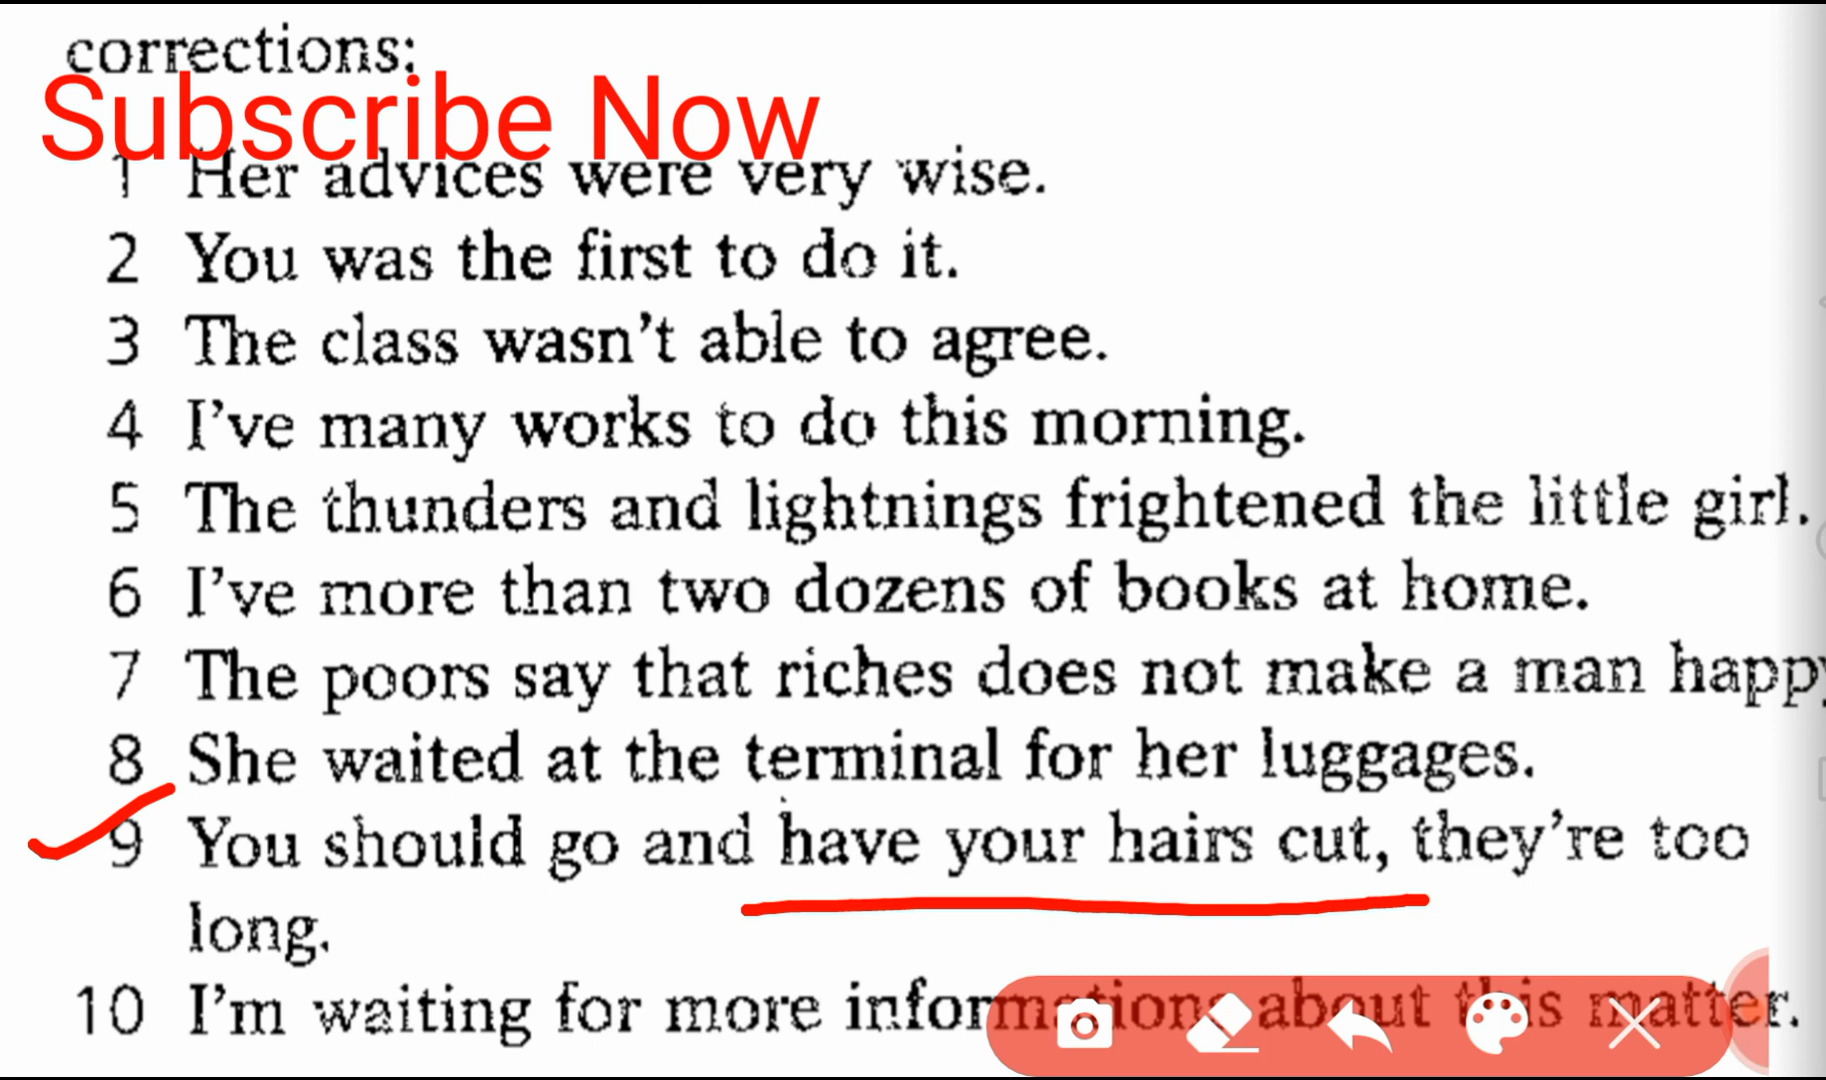 corrections:
Subscribe Now
1 Her advices were very wise.
2 You was the first to do it.
3 The class wasn't able to agree.
4 I've many works to do this morning.
5 The thunders and lightnings frightened the little girl.
6 I've more than two dozens of books at home.
7 The poors say that riches does not make a man happy
8 She waited at the terminal for her luggages.
9 You should go and have your hairs cut, they're too
long.
10 I'm waiting for more informations about this matter.